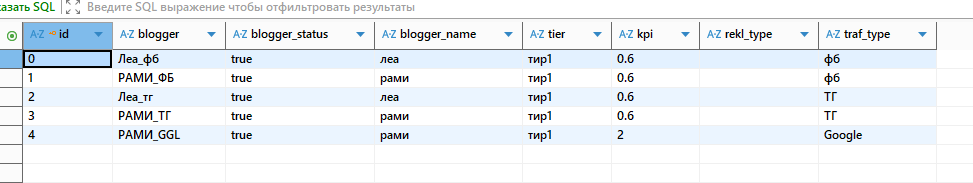 казать SQL Введите SQL выражение чтобы отфильтровать результаты
A-Z id A-Z blogger A-Z blogger_status A-Z blogger_name A-Z tier A-Z kpi A-Z rekl_type A-Z traf_type
0 Леа_фб true леа тир1 0.6 фб
1 РАМИ_ФБ true рами тир1 0.6 фб
2 Леа_тг true леа тир1 0.6 ТГ
3 РАМИ_ТГ true рами тир1 0.6 ТГ
4 РАМИ_GGL true рами тир1 2 Google